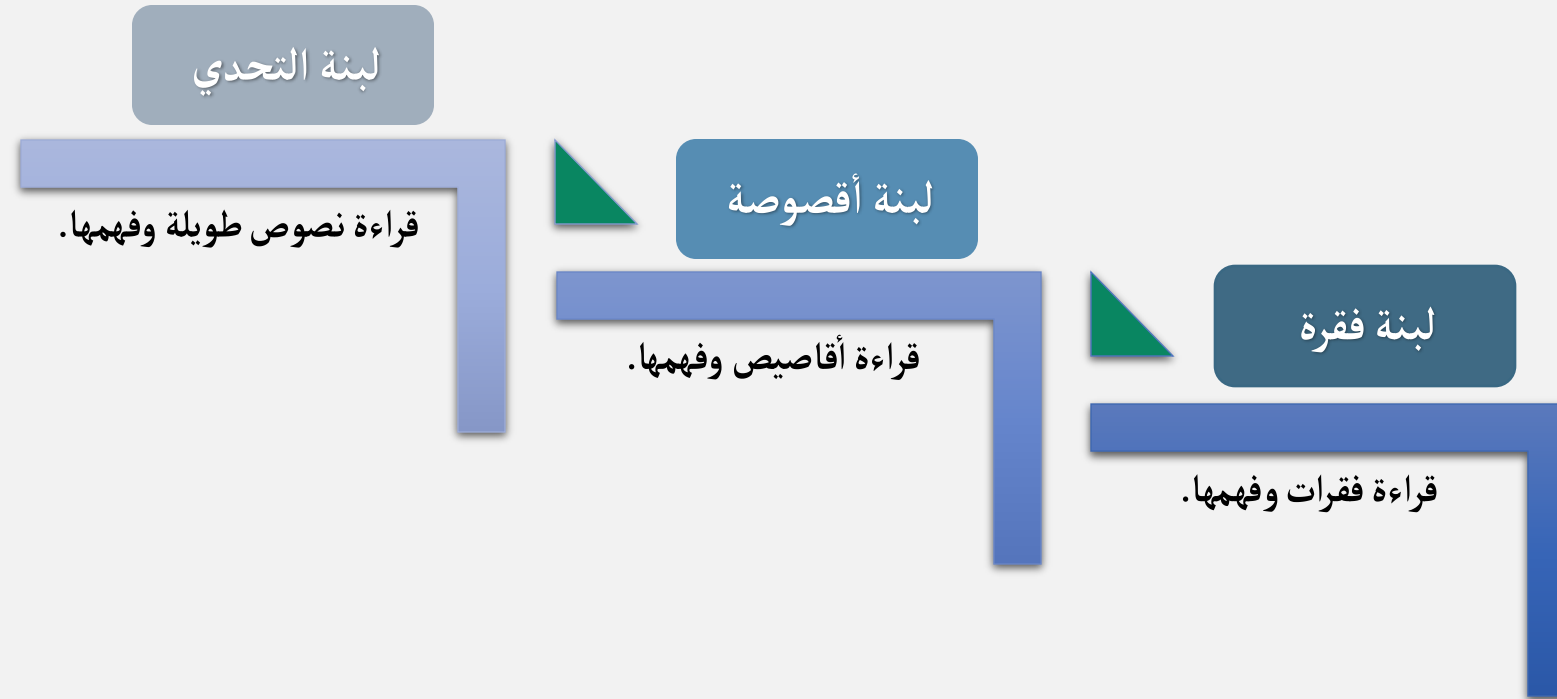 لبنة التحدي
قراءة نصوص طويلة وفهمها.
لبنة أقصوصة
قراءة أقاصيص وفهمها.
لبنة فقرة
قراءة فقرات وفهمها.